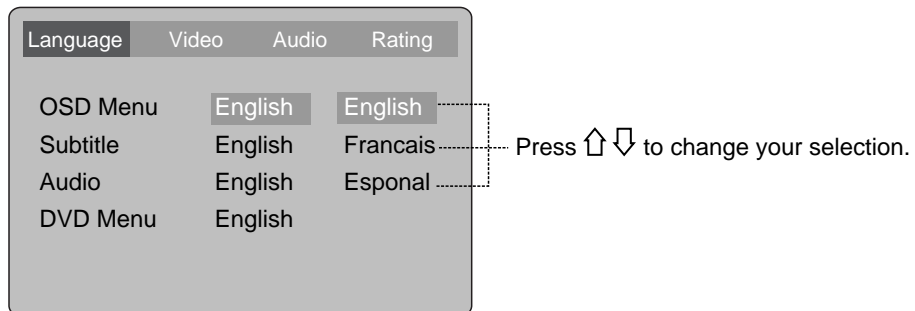 Language Video Audio Rating
OSD Menu English English
Subtitle English Francais
Audio English Esponal
DVD Menu English
Press ⇧ ⇩ to change your selection.